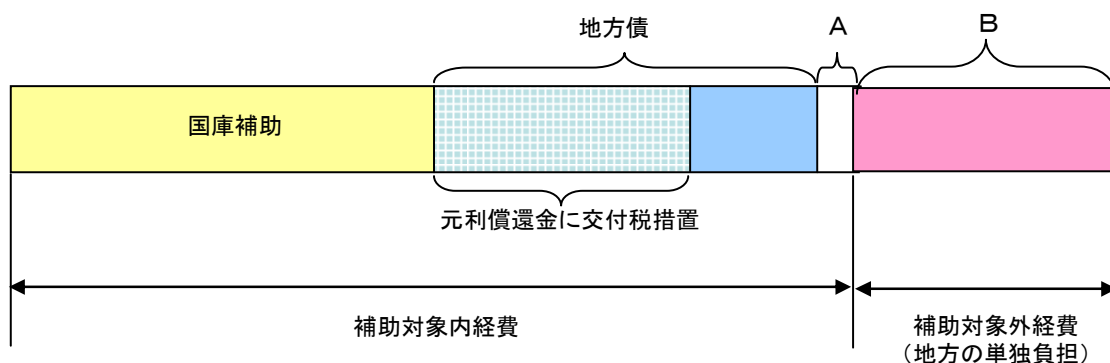 地方債
A
B
国庫補助
元利償還金に交付税措置
補助対象内経費
補助対象外経費
（地方の単独負担）